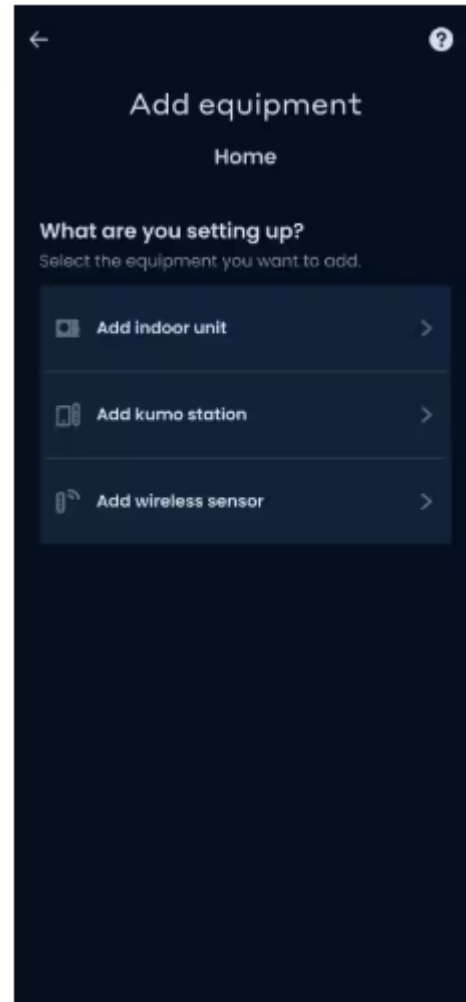 Add equipment
Home
What are you setting up?
Select the equipment you want to add.
Add indoor unit
Add kumo station
Add wireless sensor